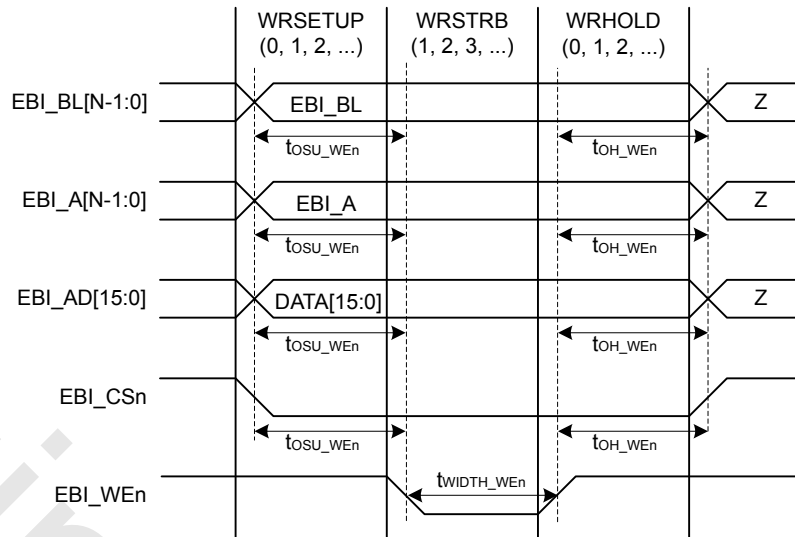 WRSETUP WRSTRB WRHOLD
(0, 1, 2, ...) (1, 2, 3, ...) (0, 1, 2, ...)
EBI_BL[N-1:0] EBI_BL Z
tOSU_WEn tOH_WEn
EBI_A[N-1:0] EBI_A Z
tOSU_WEn tOH_WEn
EBI_AD[15:0] DATA[15:0] Z
tOSU_WEn tOH_WEn
EBI_CSn
tOSU_WEn tOH_WEn
EBI_WEn tWIDTH_WEn